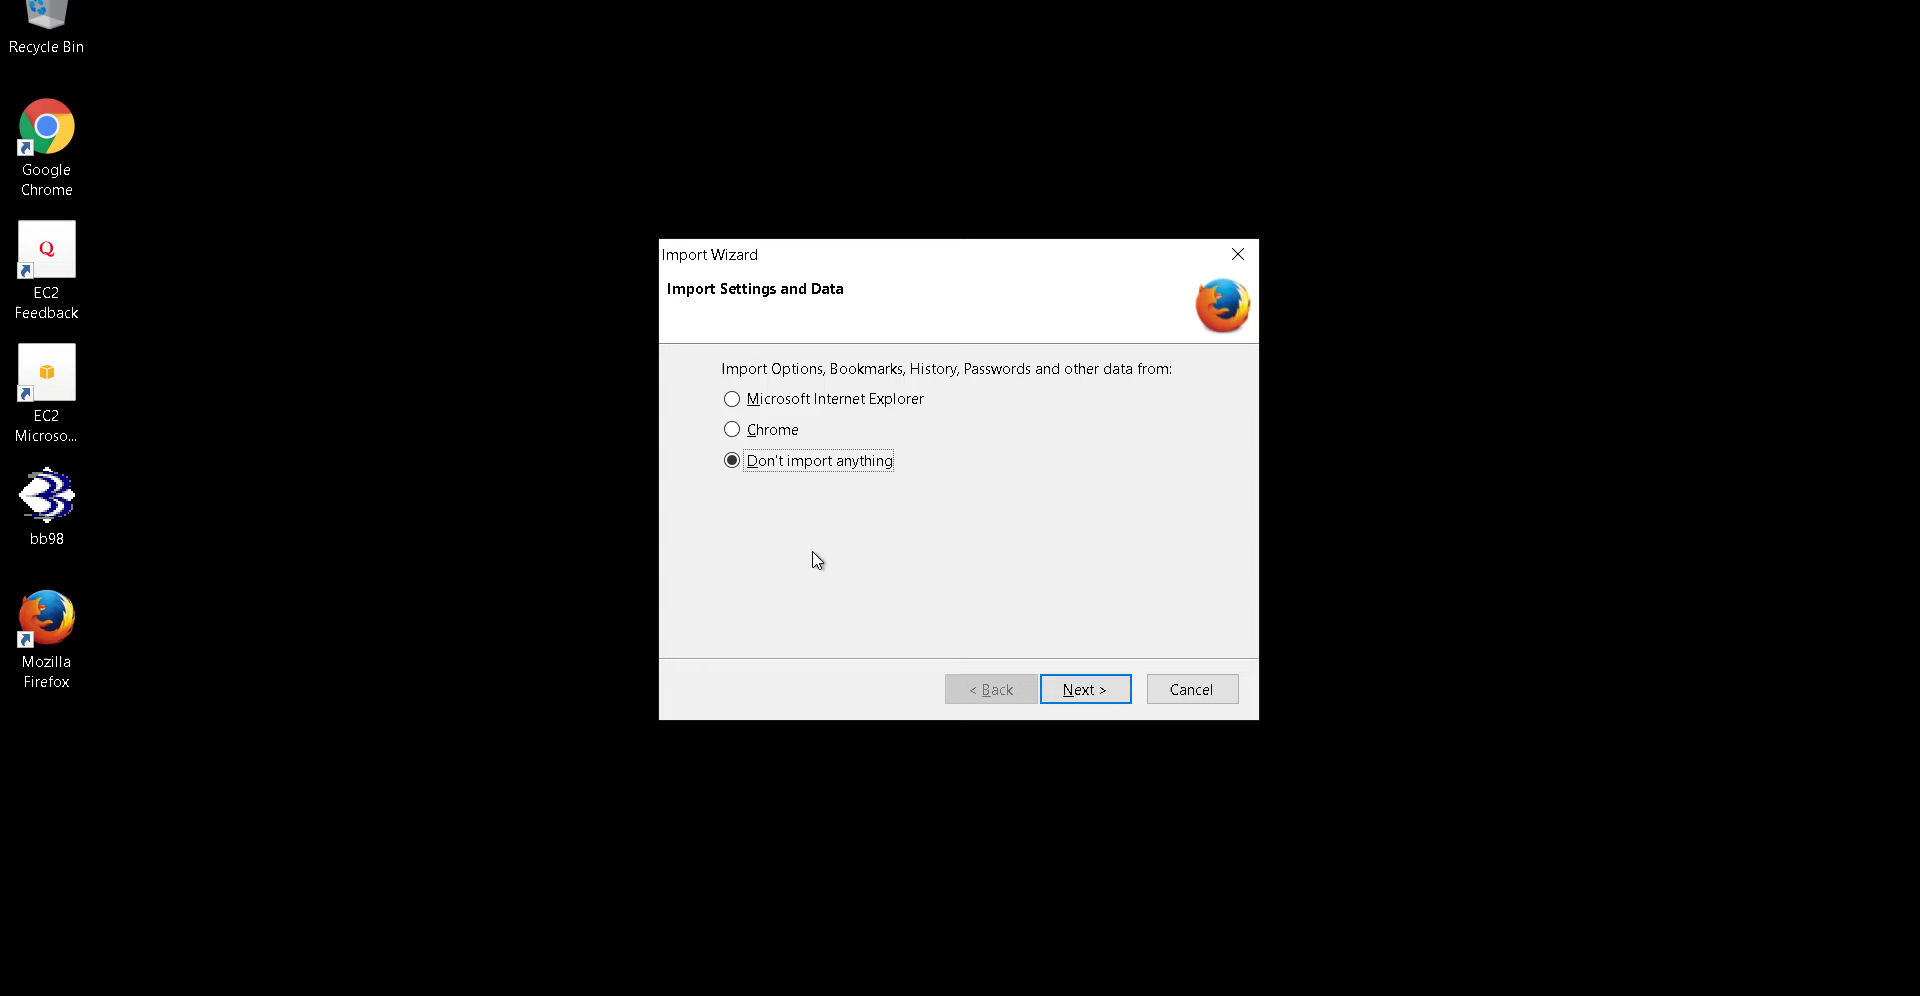 Recycle Bin
Google
Chrome
Q
EC2
Feedback
EC2
Microso...
bb98
Mozilla
Firefox
Import Wizard
Import Settings and Data
Import Options, Bookmarks, History, Passwords and other data from:
Microsoft Internet Explorer
Chrome
Don't import anything
< Back
Next >
Cancel